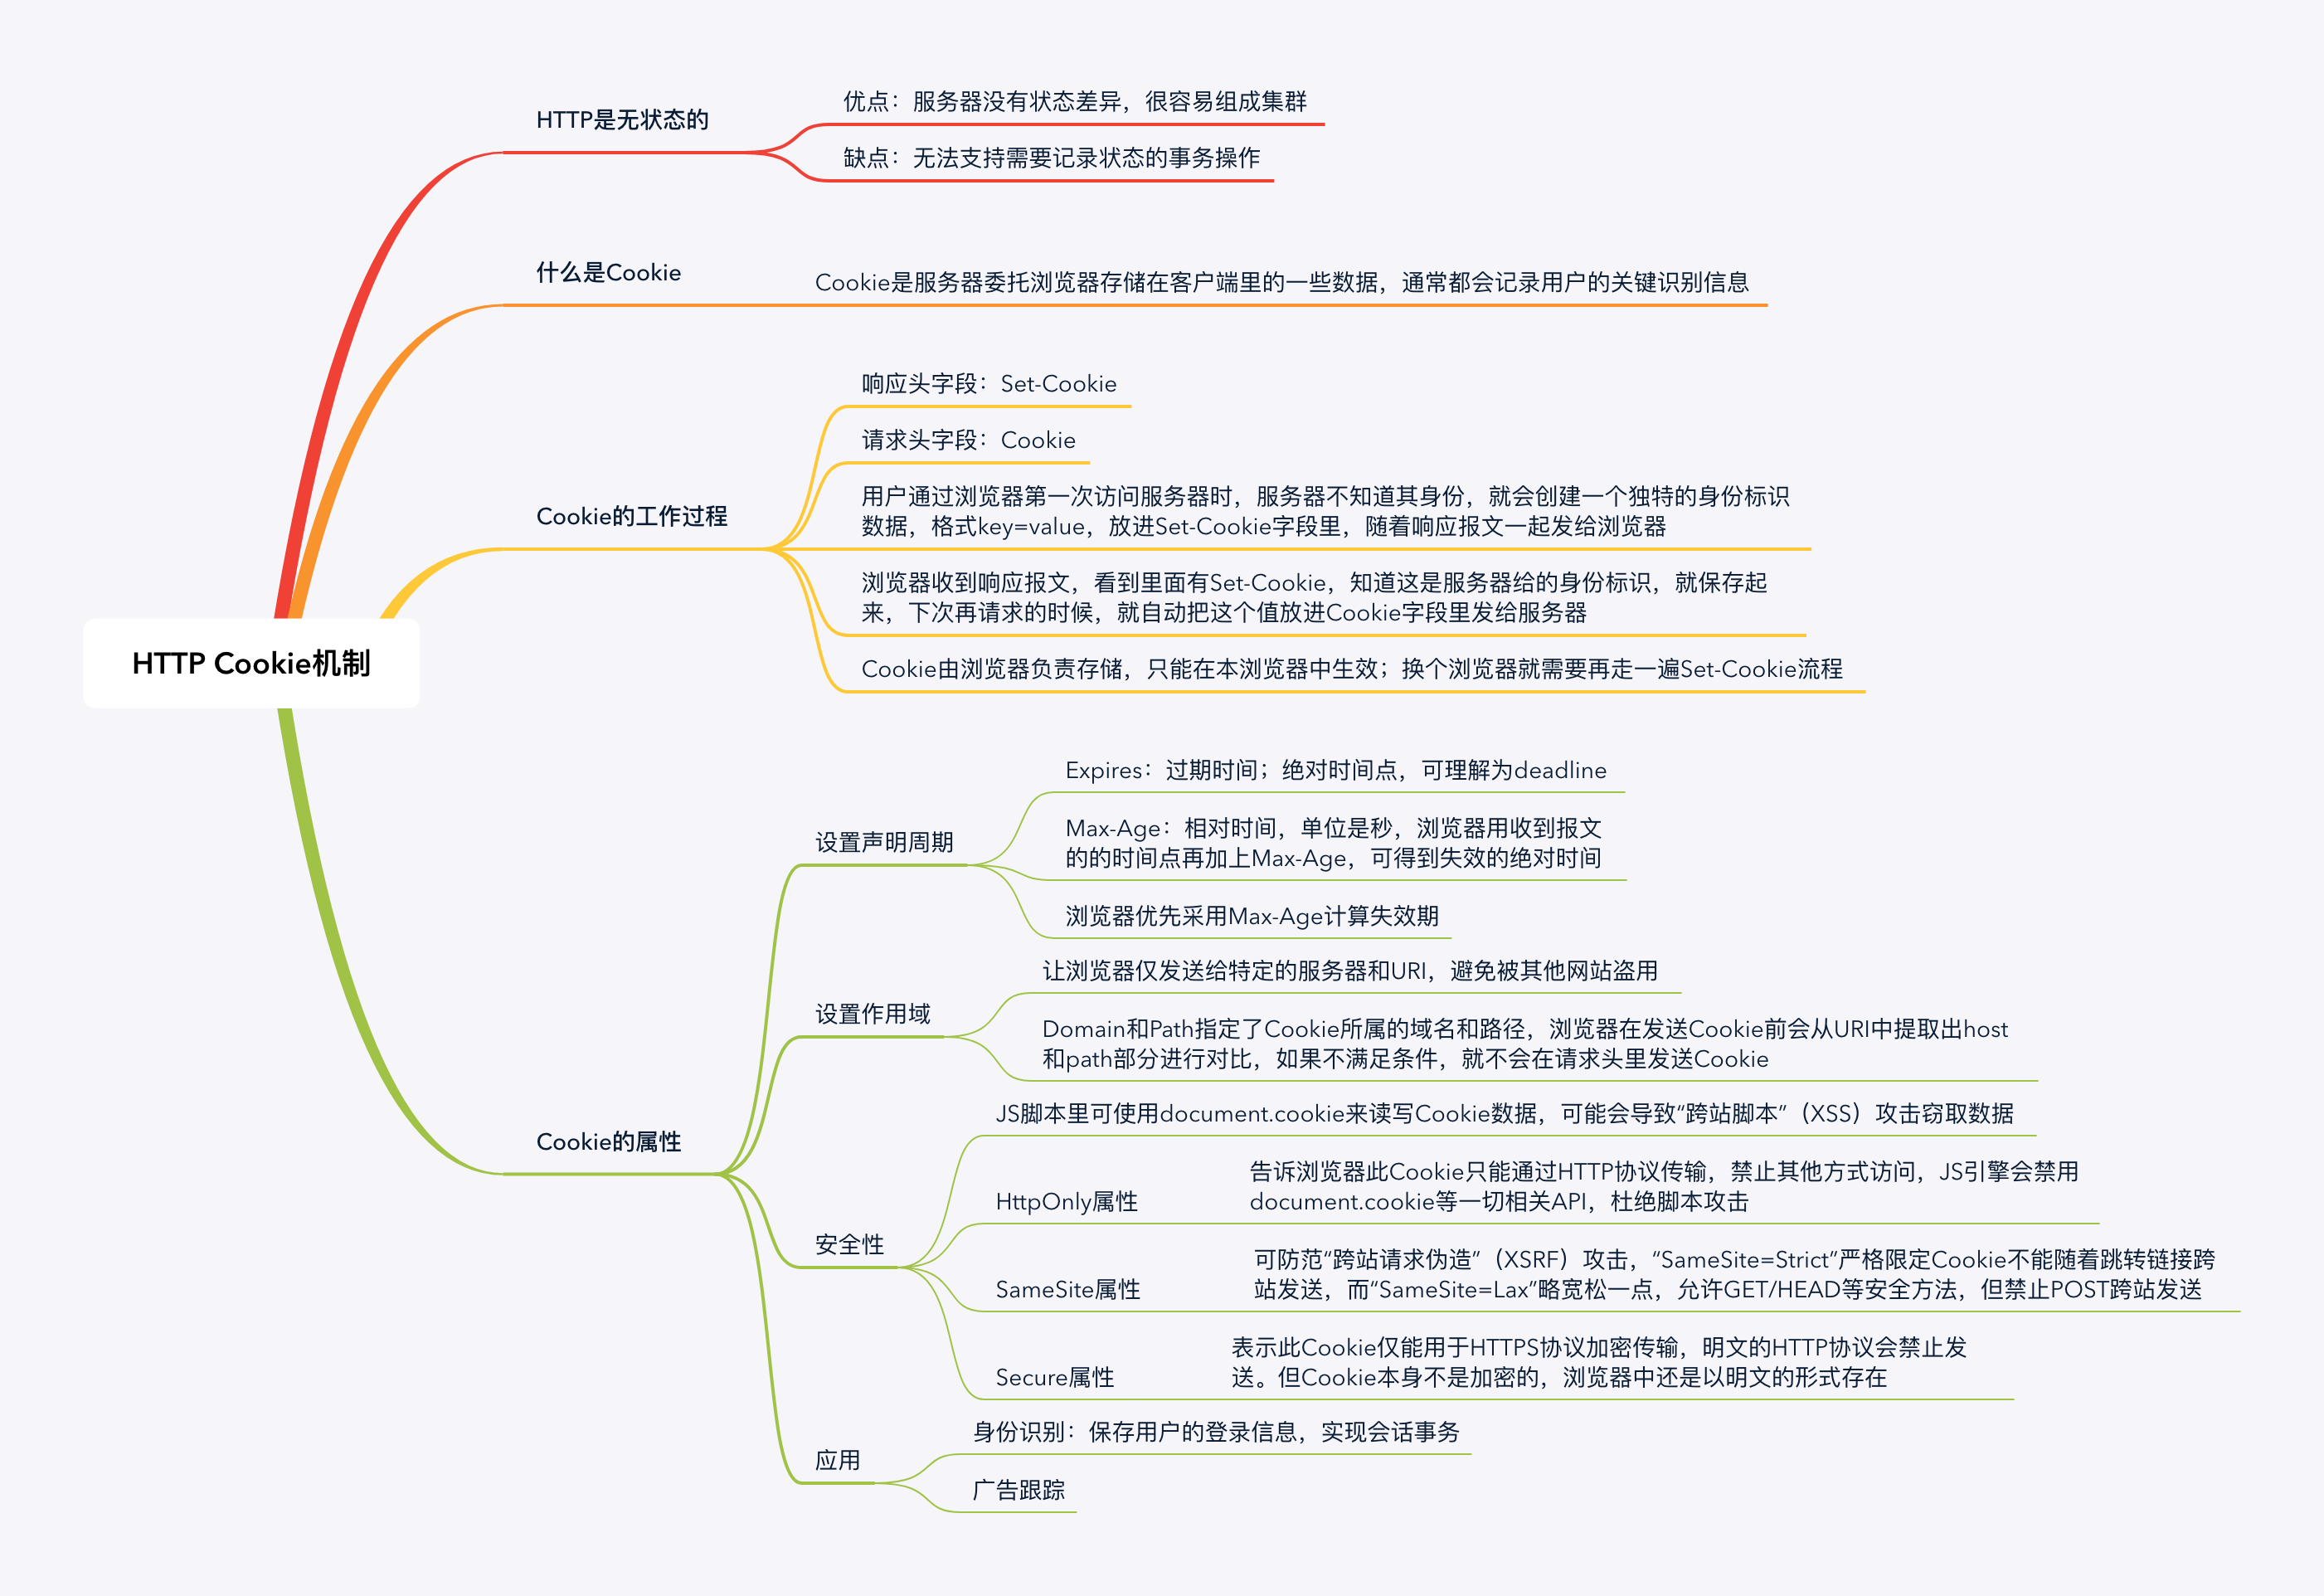 HTTP Cookie机制
HTTP是无状态的
优点：服务器没有状态差异，很容易组成集群
缺点：无法支持需要记录状态的事务操作
什么是Cookie
Cookie是服务器委托浏览器存储在客户端里的一些数据，通常都会记录用户的关键识别信息
Cookie的工作过程
响应头字段：Set-Cookie
请求头字段：Cookie
用户通过浏览器第一次访问服务器时，服务器不知道其身份，就会创建一个独特的身份标识
数据，格式key=value，放进Set-Cookie字段里，随着响应报文一起发给浏览器
浏览器收到响应报文，看到里面有Set-Cookie，知道这是服务器给的身份标识，就保存起
来，下次再请求的时候，就自动把这个值放进Cookie字段里发给服务器
Cookie由浏览器负责存储，只能在本浏览器中生效；换个浏览器就需要再走一遍Set-Cookie流程
Cookie的属性
设置声明周期
Expires：过期时间；绝对时间点，可理解为deadline
Max-Age：相对时间，单位是秒，浏览器用收到报文
的的时间点再加上Max-Age，可得到失效的绝对时间
浏览器优先采用Max-Age计算失效期
设置作用域
让浏览器仅发送给特定的服务器和URI，避免被其他网站盗用
Domain和Path指定了Cookie所属的域名和路径，浏览器在发送Cookie前会从URI中提取出host
和path部分进行对比，如果不满足条件，就不会在请求头里发送Cookie
安全性
JS脚本里可使用document.cookie来读写Cookie数据，可能会导致“跨站脚本”（XSS）攻击窃取数据
HttpOnly属性
告诉浏览器此Cookie只能通过HTTP协议传输，禁止其他方式访问，JS引擎会禁用
document.cookie等一切相关API，杜绝脚本攻击
SameSite属性
可防范“跨站请求伪造”（XSRF）攻击，“SameSite=Strict”严格限定Cookie不能随着跳转链接跨
站发送，而“SameSite=Lax”略宽松一点，允许GET/HEAD等安全方法，但禁止POST跨站发送
Secure属性
表示此Cookie仅能用于HTTPS协议加密传输，明文的HTTP协议会禁止发
送。但Cookie本身不是加密的，浏览器中还是以明文的形式存在
应用
身份识别：保存用户的登录信息，实现会话事务
广告跟踪